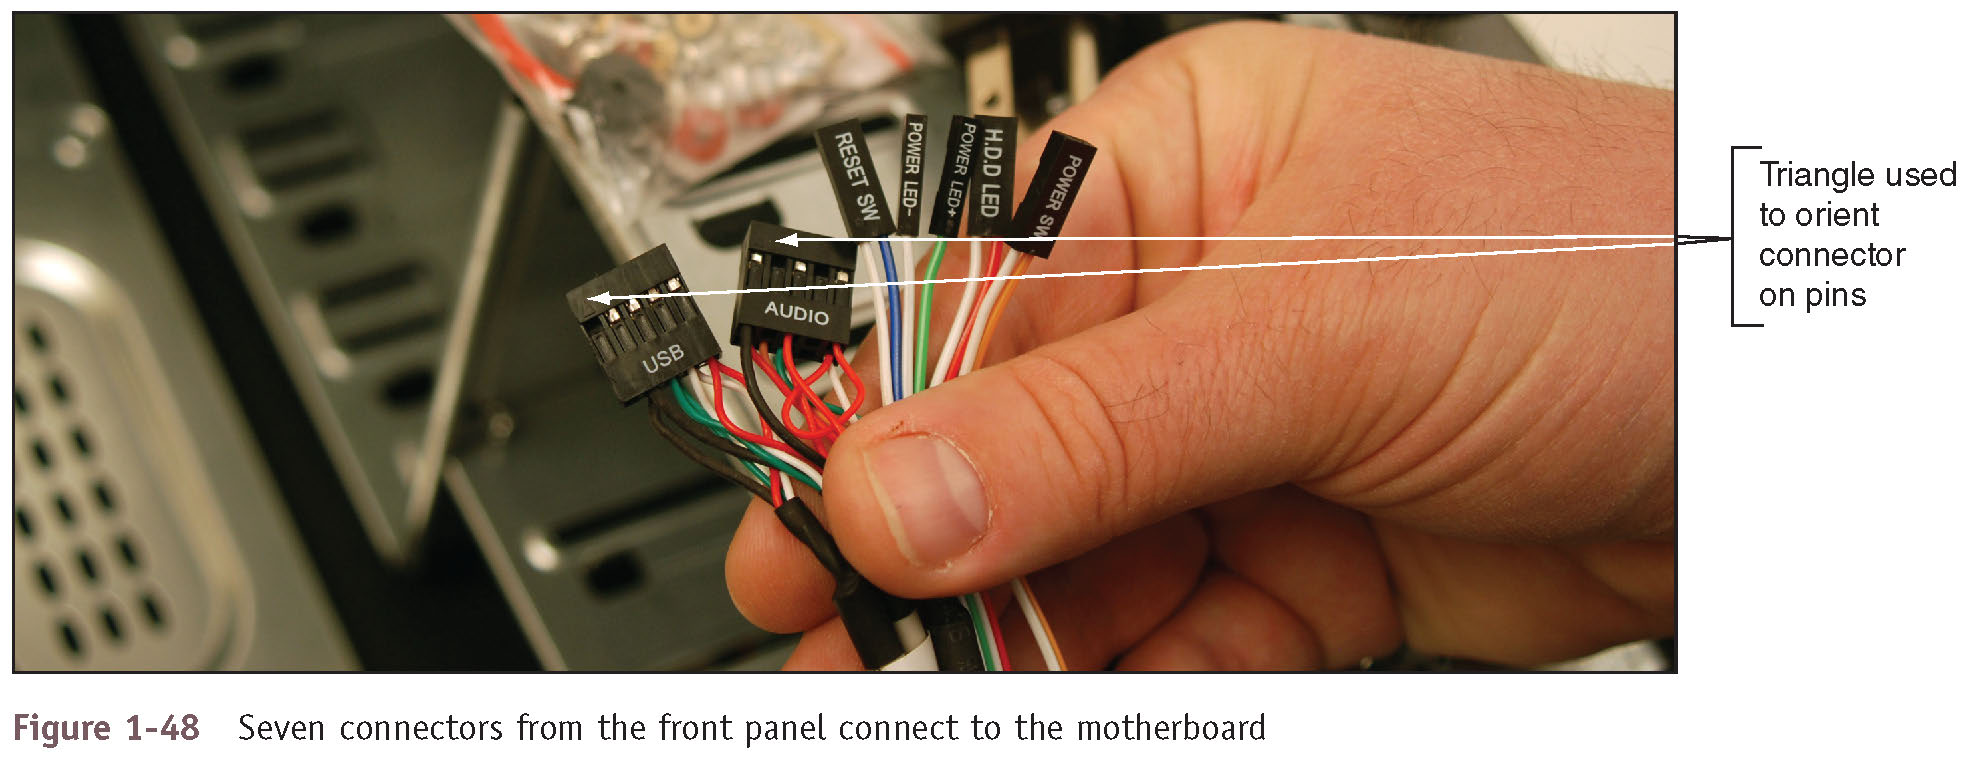 RESET SW
POWER LED-
POWER LED+
H.D.D LED
POWER SW
AUDIO
USB
Triangle used
to orient
connector
on pins
Figure 1-48 Seven connectors from the front panel connect to the motherboard